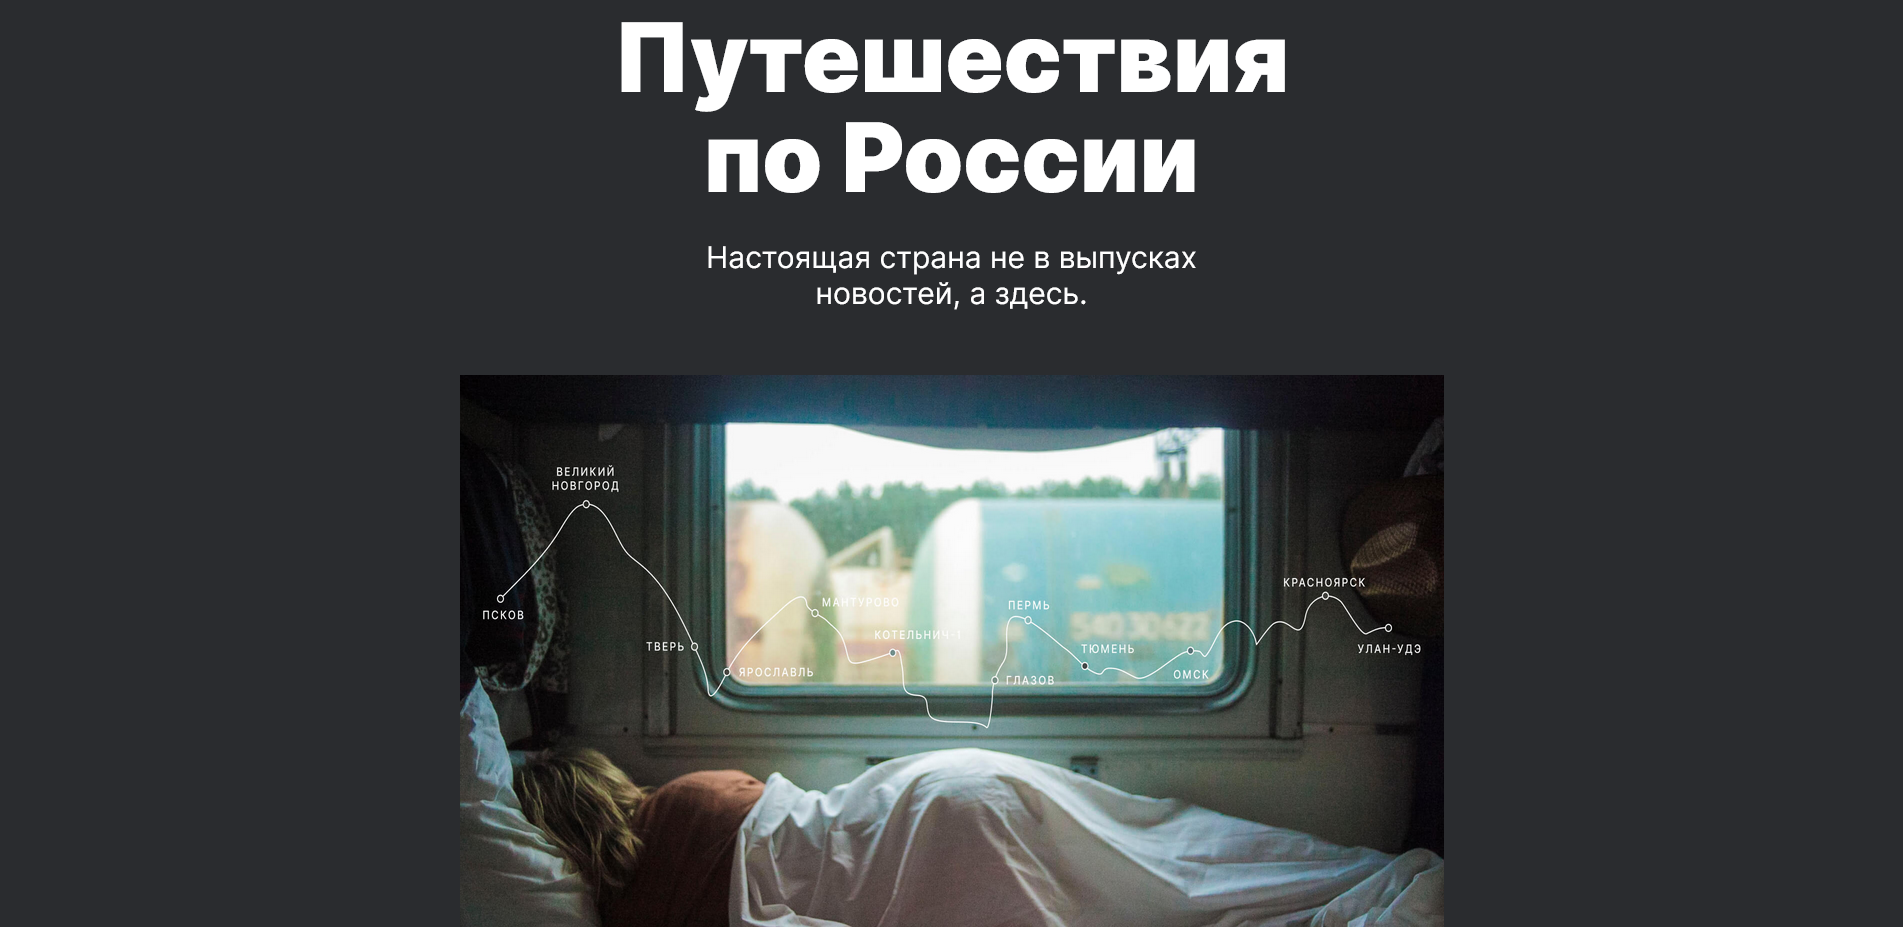 Путешествия
по России
Настоящая страна не в выпусках
новостей, а здесь.
ВЕЛИКИЙ
НОВГОРОД
ПСКОВ
ТВЕРЬ
ЯРОСЛАВЛЬ
МАНТУРОВО
КОТЕЛЬНИЧ-1
ГЛАЗОВ
ПЕРМЬ
ТЮМЕНЬ
ОМСК
КРАСНОЯРСК
УЛАН-УДЭ